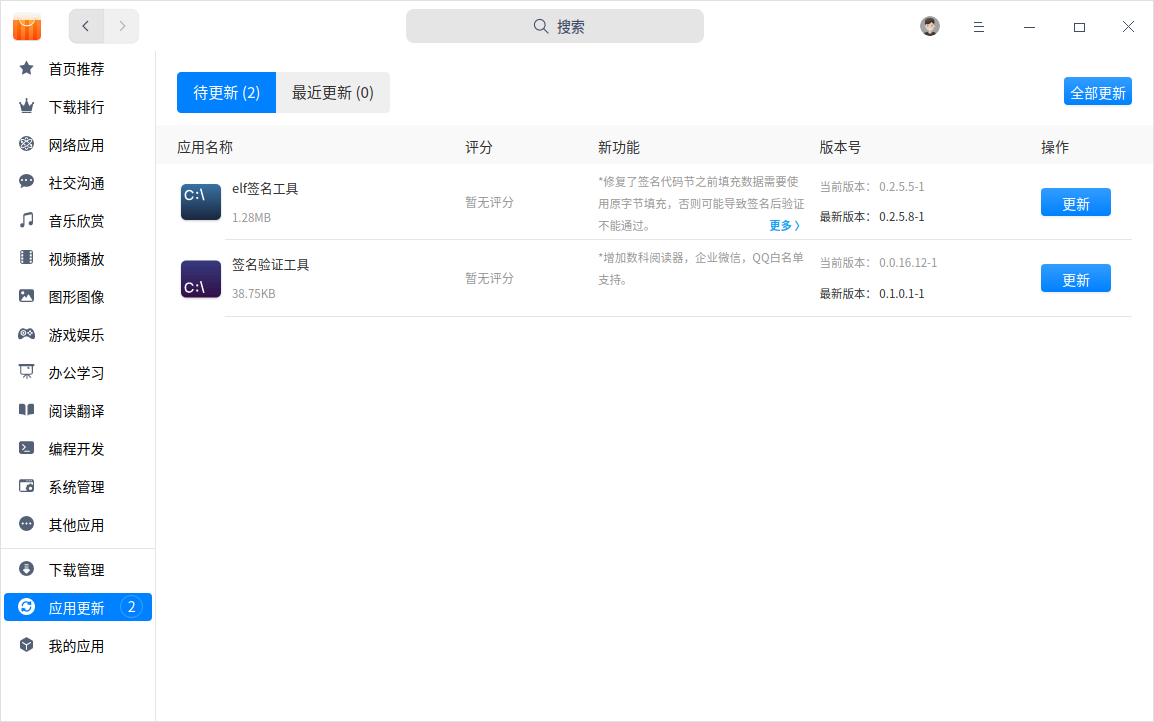 搜索
首页推荐
下载排行
网络应用
社交沟通
音乐欣赏
视频播放
图形图像
游戏娱乐
办公学习
阅读翻译
编程开发
系统管理
其他应用
下载管理
应用更新 2
我的应用
待更新 (2) 最近更新 (0) 全部更新
应用名称 评分 新功能 版本号 操作
C:\
elf签名工具
1.28MB
暂无评分
*修复了签名代码节之前填充数据需要使
用原字节填充，否则可能导致签名后验证
不能通过。 更多
当前版本： 0.2.5.5-1
最新版本： 0.2.5.8-1
更新
C:\
签名验证工具
38.75KB
暂无评分
*增加数科阅读器，企业微信，QQ白名单
支持。
当前版本： 0.0.16.12-1
最新版本： 0.1.0.1-1
更新